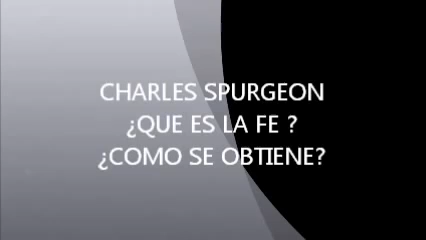 CHARLES SPURGEON
¿QUE ES LA FE ?
¿COMO SE OBTIENE?